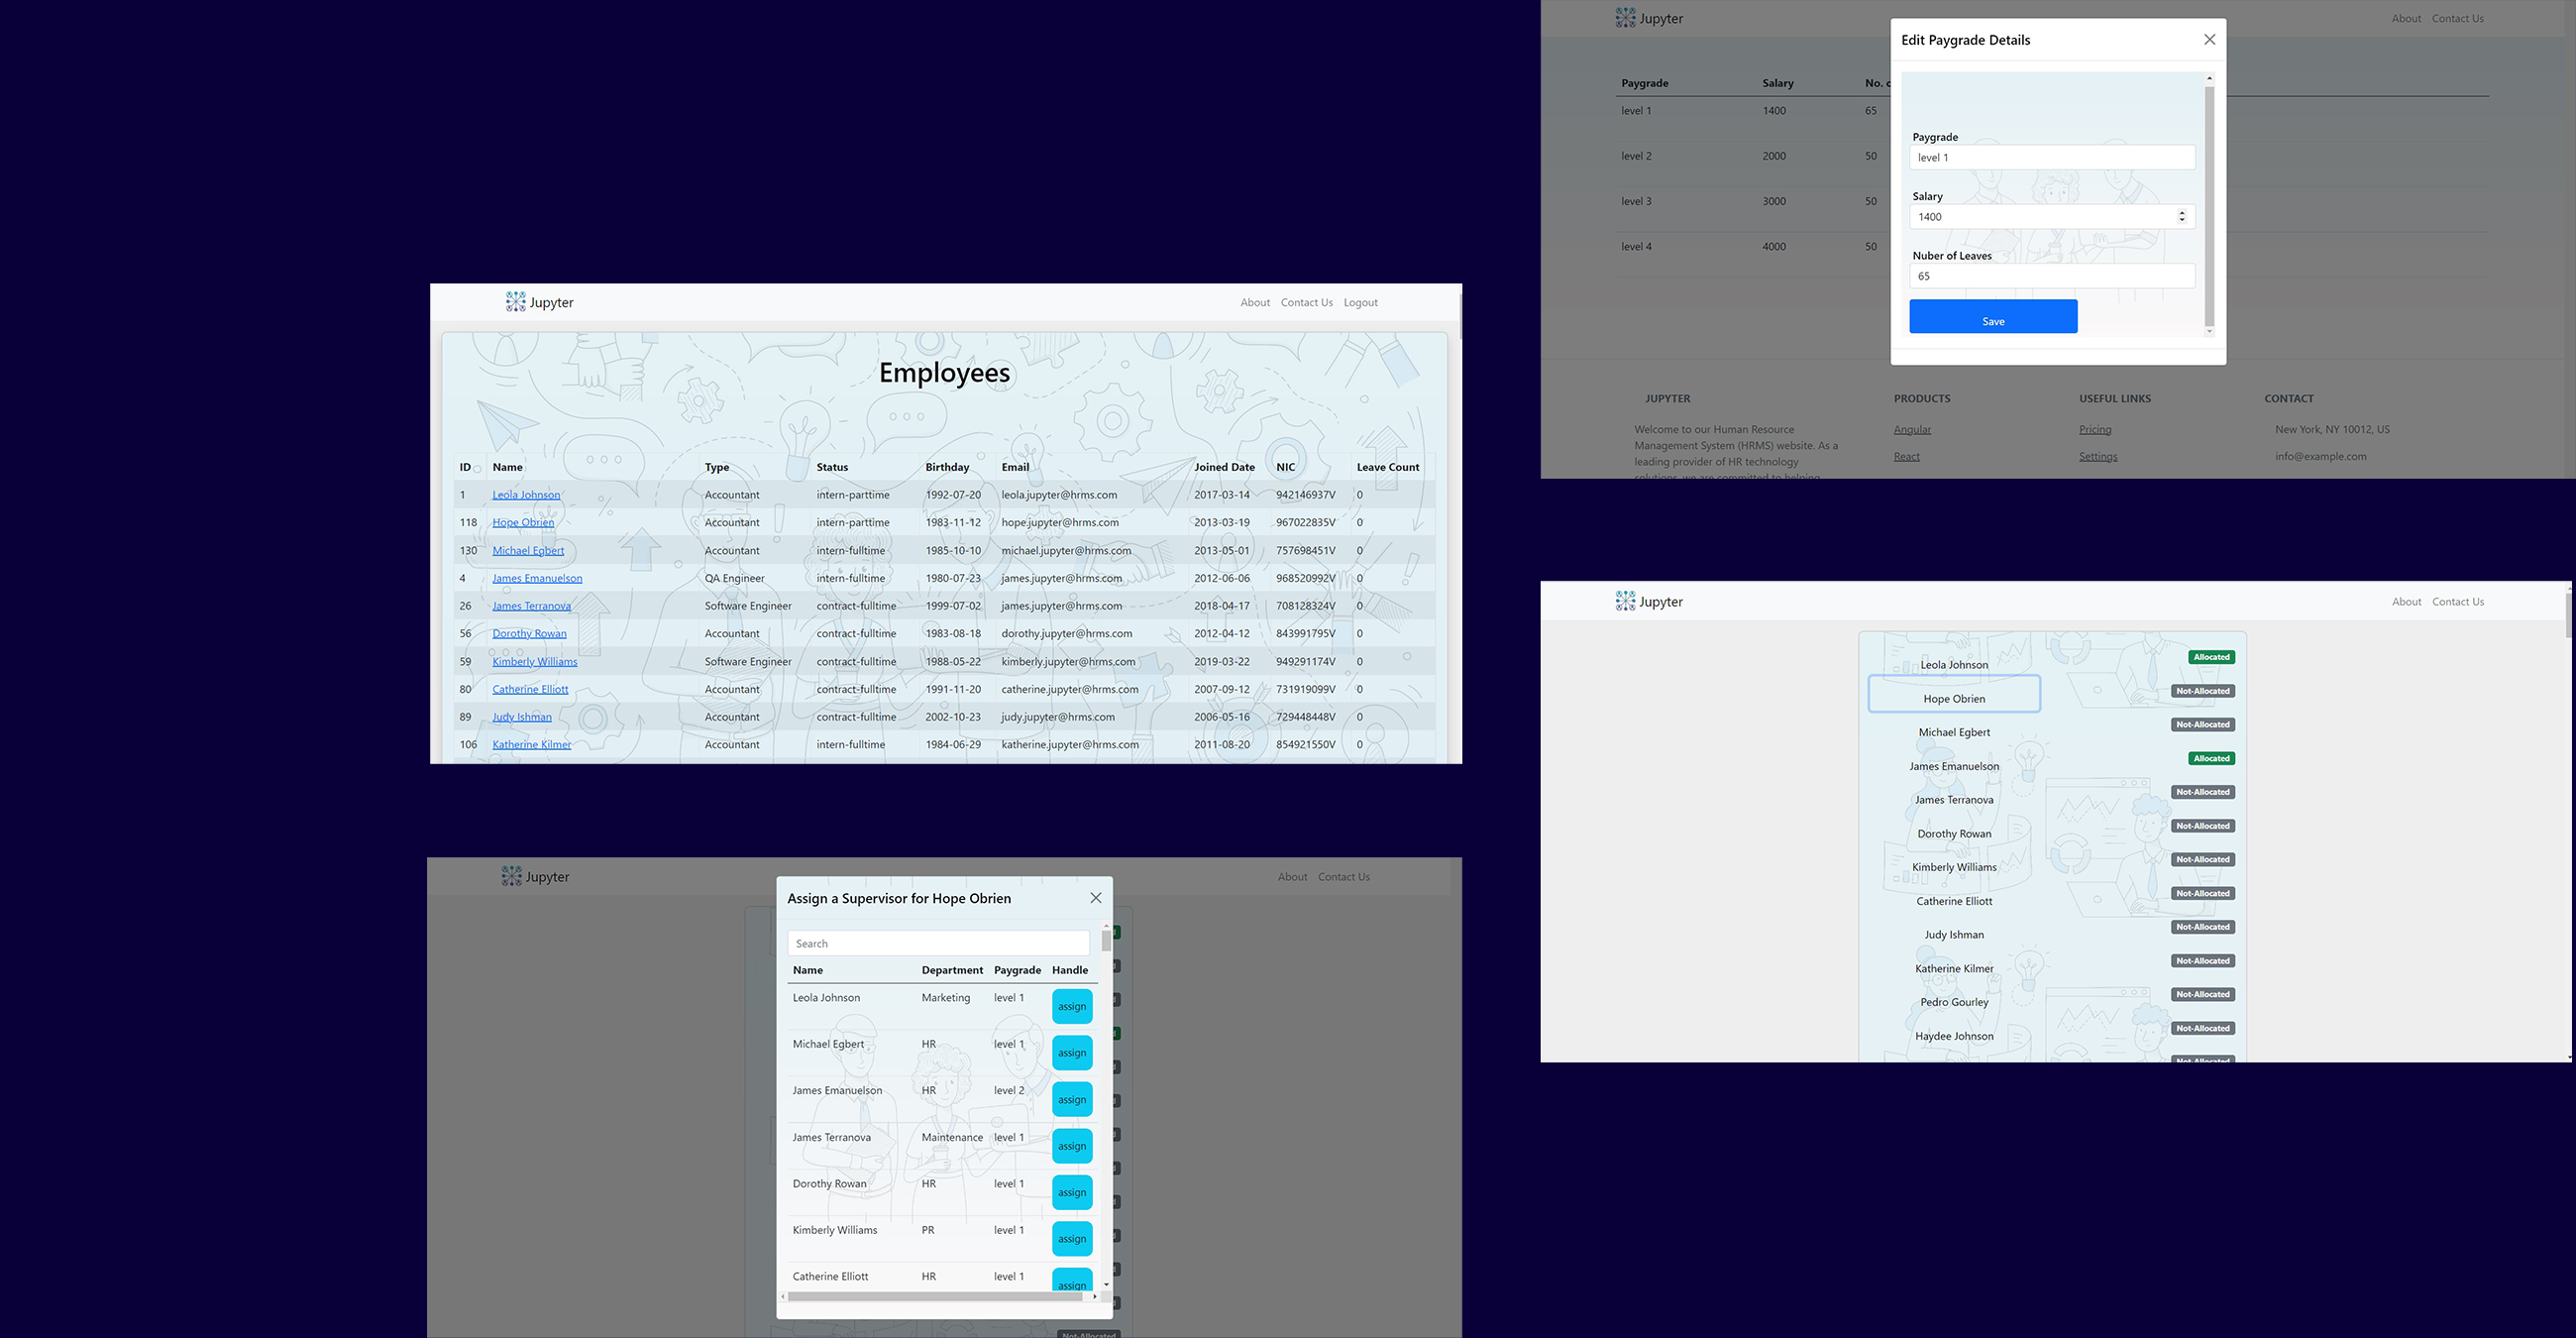 Jupyter
About Contact Us Logout
Employees
ID Name Type Status Birthday Email Joined Date NIC Leave Count
1 Leola Johnson Accountant intern-parttime 1992-07-20 leola.jupyter@hrms.com 2017-03-14 942146937V 0
118 Hope Obrien Accountant intern-parttime 1983-11-12 hope.jupyter@hrms.com 2013-03-19 967022835V 0
130 Michael Egbert Accountant intern-fulltime 1985-10-10 michael.jupyter@hrms.com 2013-05-01 757698451V 0
4 James Emanuelson QA Engineer intern-fulltime 1980-07-23 james.jupyter@hrms.com 2012-06-06 968520992V 0
26 James Terranova Software Engineer contract-fulltime 1999-07-02 james.jupyter@hrms.com 2018-04-17 708128324V 0
56 Dorothy Rowan Accountant contract-fulltime 1983-08-18 dorothy.jupyter@hrms.com 2012-04-12 843991795V 0
59 Kimberly Williams Software Engineer contract-fulltime 1988-05-22 kimberly.jupyter@hrms.com 2019-03-22 949291174V 0
80 Catherine Elliott Accountant contract-fulltime 1991-11-20 catherine.jupyter@hrms.com 2007-09-12 731919099V 0
89 Judy Ishman Accountant contract-fulltime 2002-10-23 judy.jupyter@hrms.com 2006-05-16 729448448V 0
106 Katherine Kilmer Accountant intern-fulltime 1984-06-29 katherine.jupyter@hrms.com 2011-08-20 854921550V 0
Jupyter
About Contact Us
Assign a Supervisor for Hope Obrien
Search
Name Department Paygrade Handle
Leola Johnson Marketing level 1 assign
Michael Egbert HR level 1 assign
James Emanuelson HR level 2 assign
James Terranova Maintenance level 1 assign
Dorothy Rowan HR level 1 assign
Kimberly Williams PR level 1 assign
Catherine Elliott HR level 1 assign
Not-Allocated
Jupyter
About Contact Us
Paygrade Salary No.
level 1 1400 65
level 2 2000 50
level 3 3000 50
level 4 4000 50
Edit Paygrade Details
Paygrade
level 1
Salary
1400
Nuber of Leaves
65
Save
JUPYTER PRODUCTS USEFUL LINKS CONTACT
Welcome to our Human Resource
Management System (HRMS) website. As a
leading provider of HR technology
solutions, we are committed to helping
Angular
React
Pricing
Settings
New York, NY 10012, US
info@example.com
Jupyter
About Contact Us
Leola Johnson Allocated
Hope Obrien Not-Allocated
Michael Egbert Not-Allocated
James Emanuelson Allocated
James Terranova Not-Allocated
Dorothy Rowan Not-Allocated
Kimberly Williams Not-Allocated
Catherine Elliott Not-Allocated
Judy Ishman Not-Allocated
Katherine Kilmer Not-Allocated
Pedro Gourley Not-Allocated
Haydee Johnson Not-Allocated
Not-Allocated